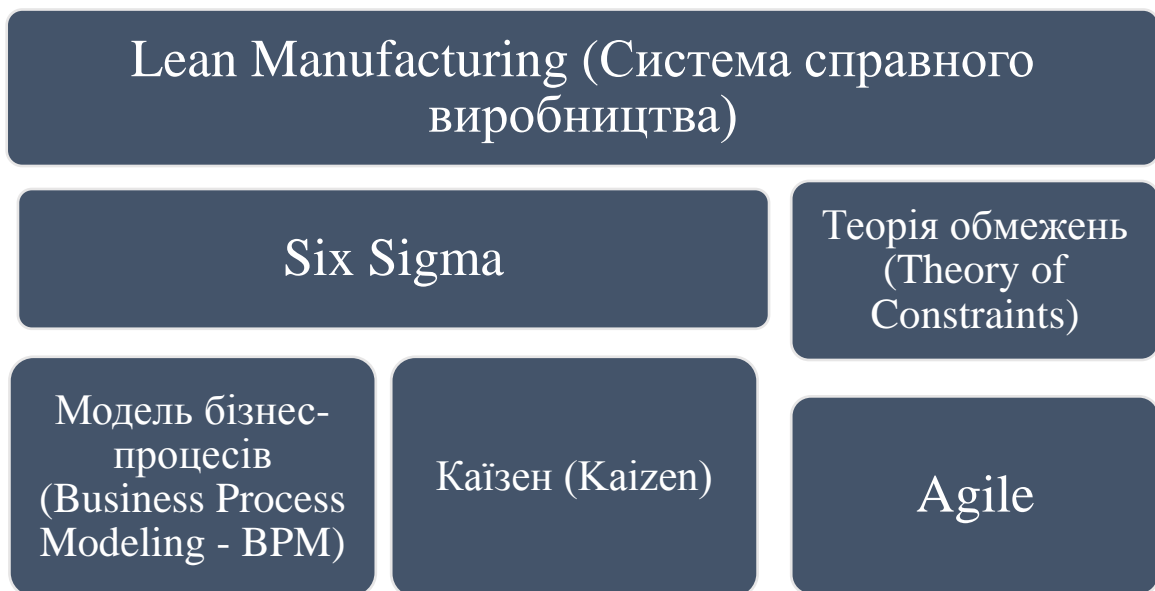 Lean Manufacturing (Система справного
виробництва)
Six Sigma
Теорія обмежень
(Theory of
Constraints)
Модель бізнес-
процесів
(Business Process
Modeling - BPM)
Каїзен (Kaizen)
Agile